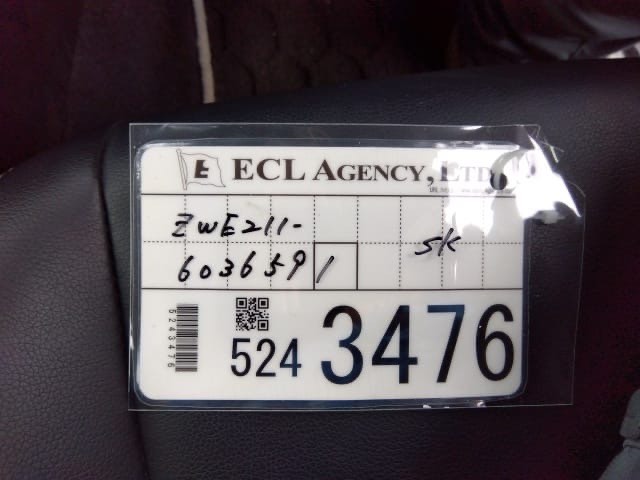 E ECL AGENCY, LTD.
ZWE211-
6036591
SK
5243476
524 3476